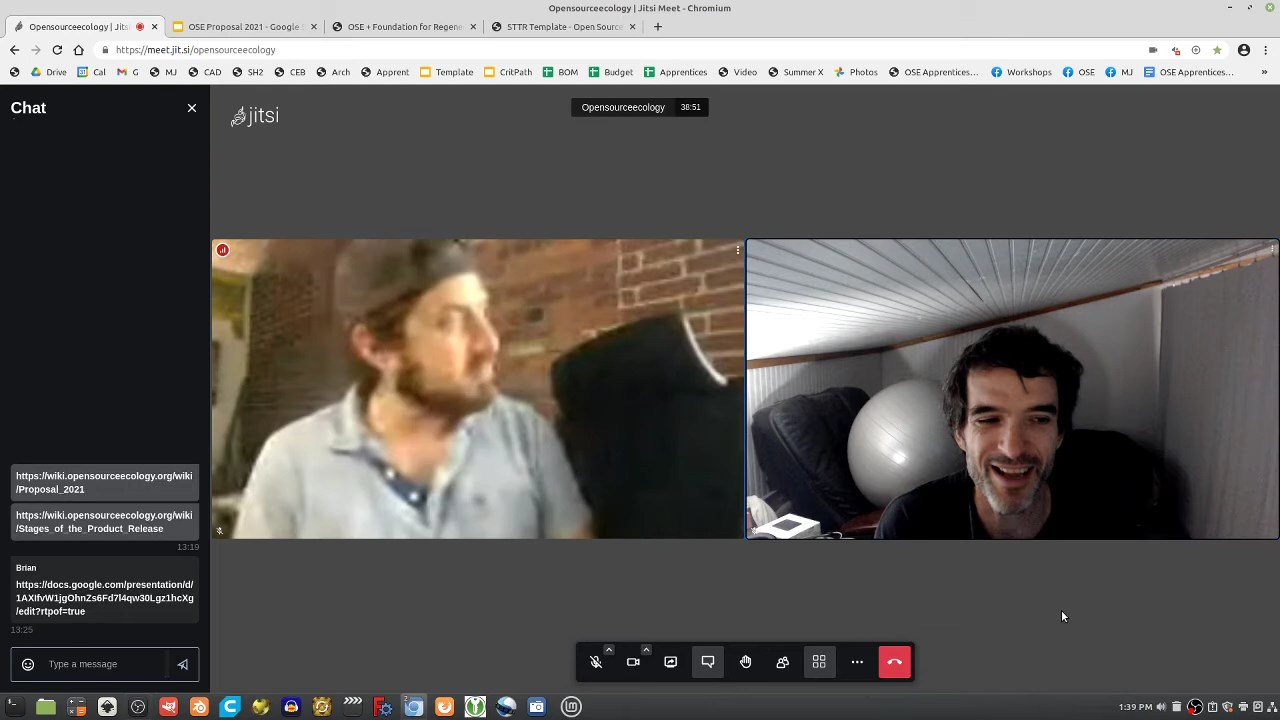 Opensourceecology | Jitsi Meet - Chromium
Opensourceecology | Jits
OSE Proposal 2021 - Google S
OSE + Foundation for Regene
STTR Template - Open Source
https://meet.jit.si/opensourceecology
Drive
Cal
G
MJ
CAD
SH2
CEB
Arch
Apprent
Template
CritPath
BOM
Budget
Apprentices
Video
Summer X
Photos
OSE Apprentices...
Workshops
OSE
MJ
OSE Apprentices...
»
Chat
jitsi
Opensourceecology 38:51
https://wiki.opensourceecology.org/wiki
/Proposal_2021
https://wiki.opensourceecology.org/wiki
/Stages_of_the_Product_Release
13:19
Brian
https://docs.google.com/presentation/d/
/edit?rtpof=true
13:25
Type a message
1:39 PM